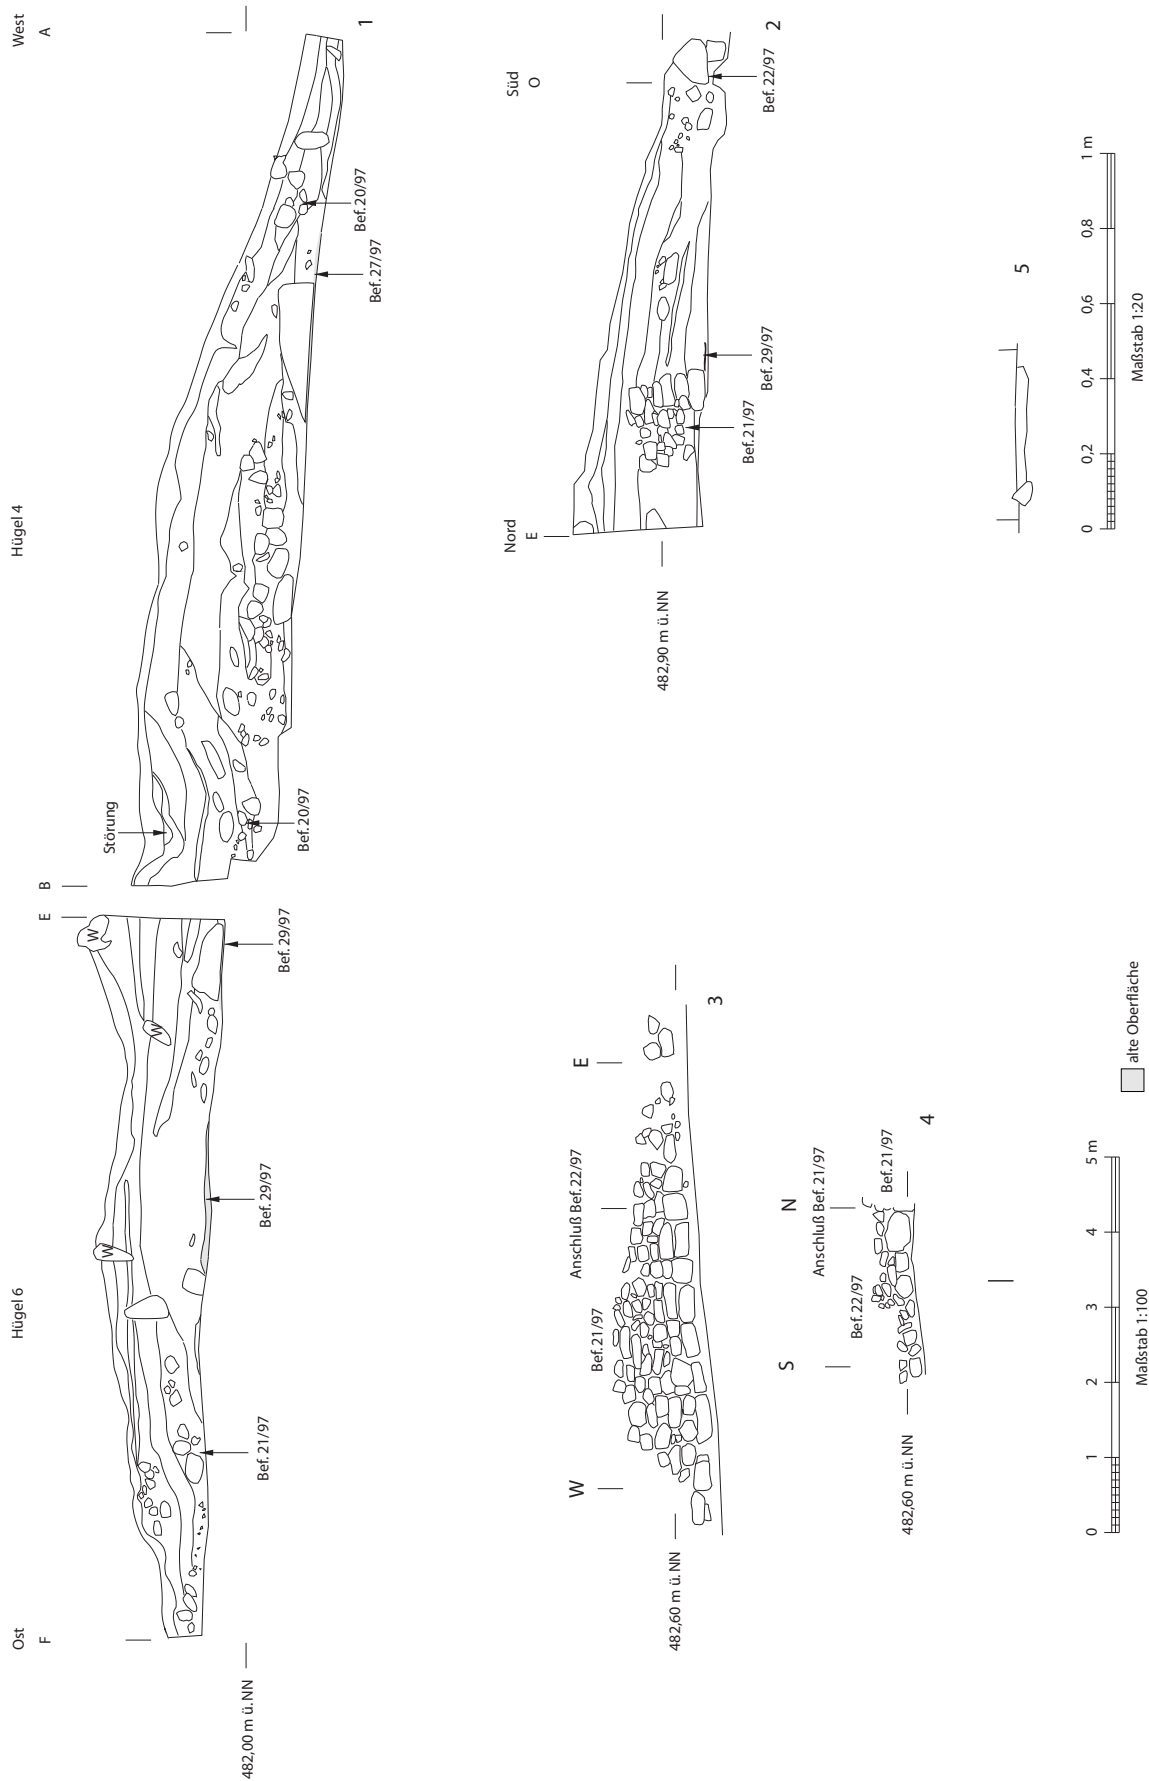 Ost
F
Hügel 6
E
B
Hügel 4
West
A
W
W
W
Störung
Bef. 21/97
Bef. 29/97
Bef. 29/97
Bef. 20/97
Bef. 27/97
Bef. 20/97
482,00 m ü. NN
1
Nord
E
Süd
O
482,90 m ü. NN
Bef. 21/97
Bef. 29/97
Bef. 22/97
2
W
Bef. 21/97
Anschluß Bef. 22/97
E
482,60 m ü. NN
3
S
Bef. 22/97
Anschluß Bef. 21/97
N
Bef. 21/97
482,60 m ü. NN
4
5
0 1 2 3 4 5 m
Maßstab 1:100
alte Oberfläche
0 0,2 0,4 0,6 0,8 1 m
Maßstab 1:20